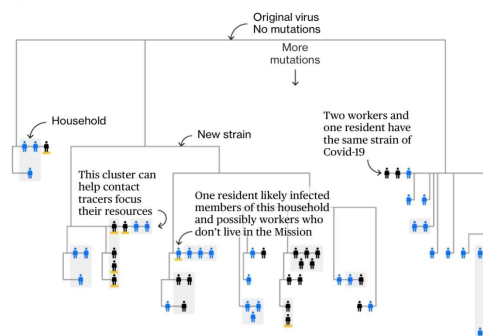 Original virus
No mutations
More
mutations
Household
New strain
Two workers and
one resident have
the same strain of
Covid-19
This cluster can
help contact
tracers focus
their resources
One resident likely infected
members of this household
and possibly workers who
don’t live in the Mission